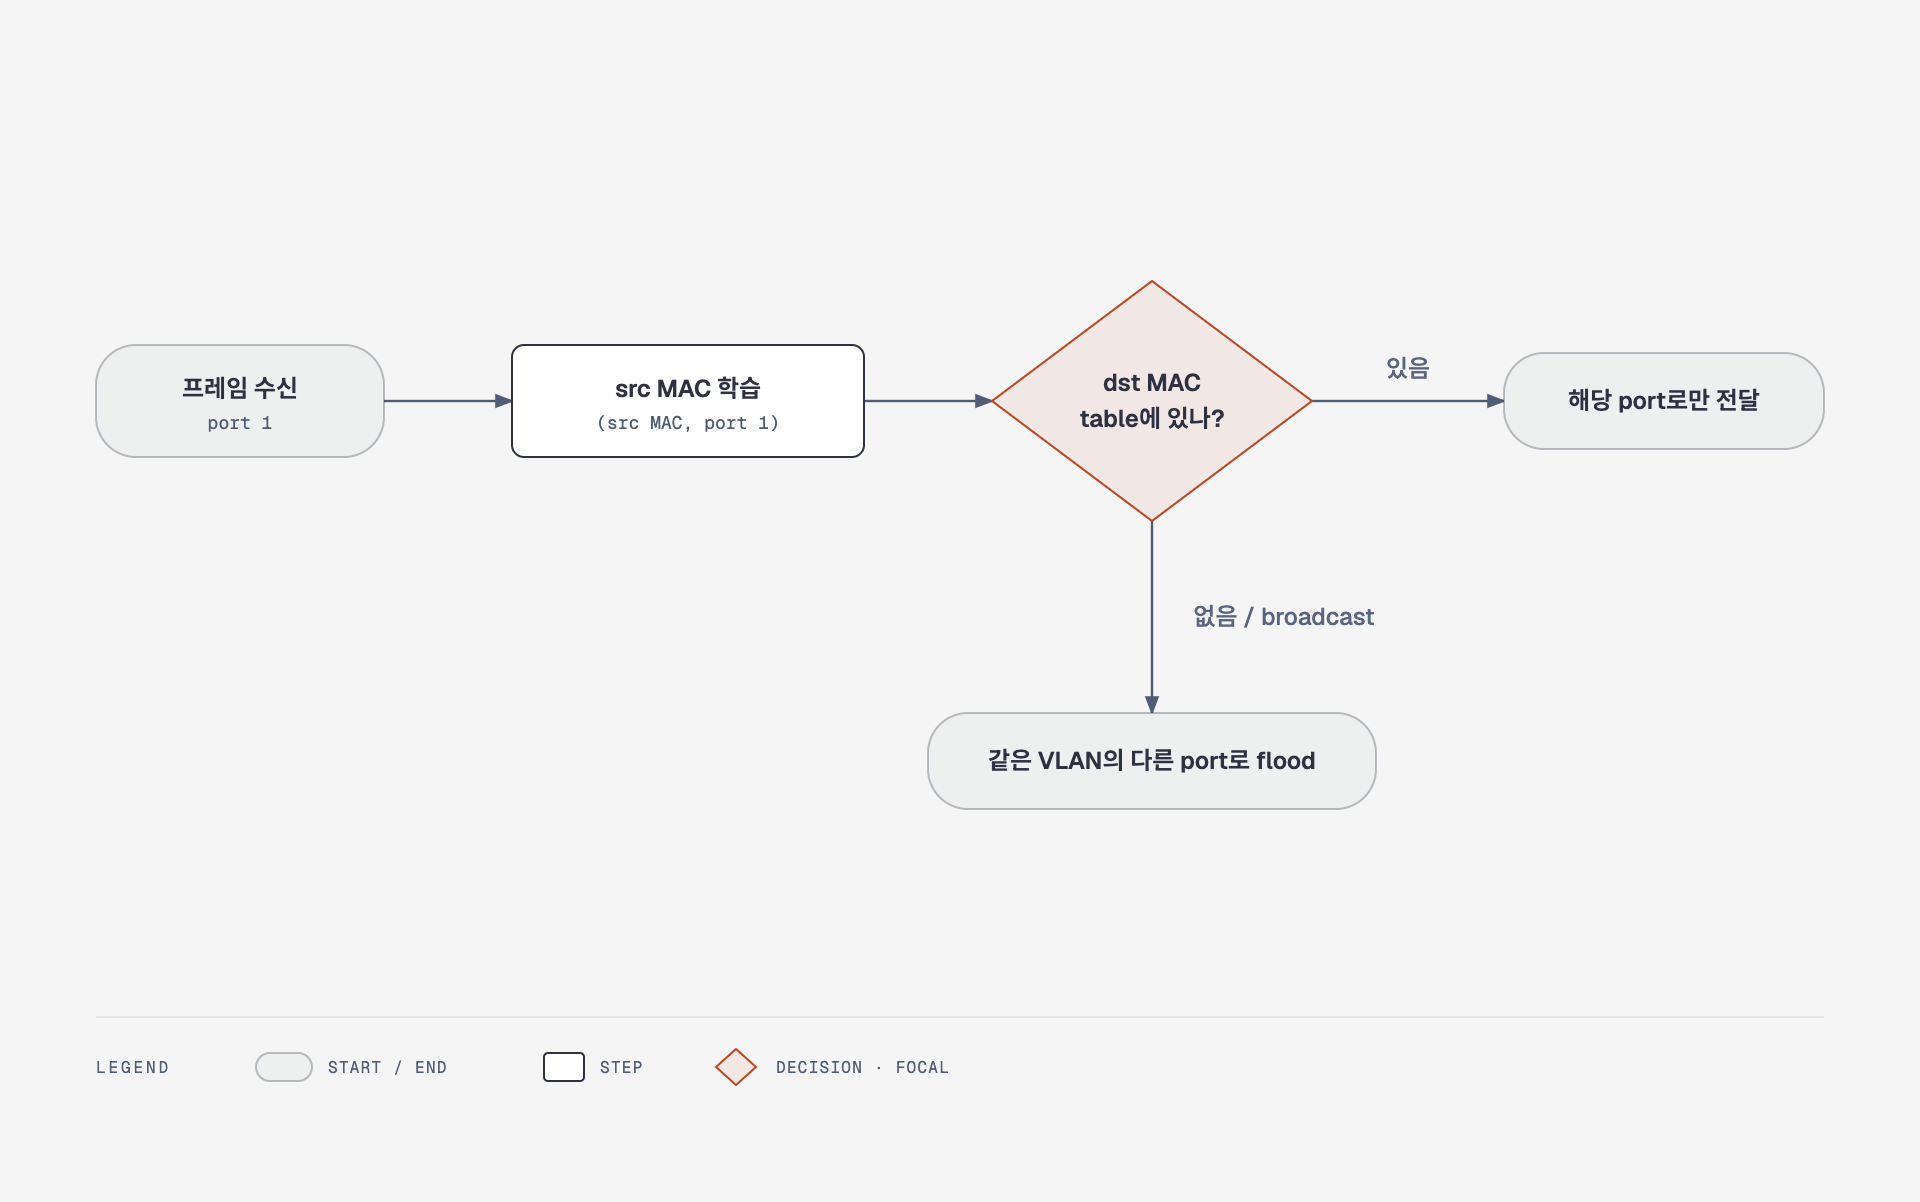 프레임 수신
port 1
src MAC 학습
(src MAC, port 1)
dst MAC
table에 있나?
있음
해당 port로만 전달
없음 / broadcast
같은 VLAN의 다른 port로 flood
LEGEND
START / END
STEP
DECISION · FOCAL